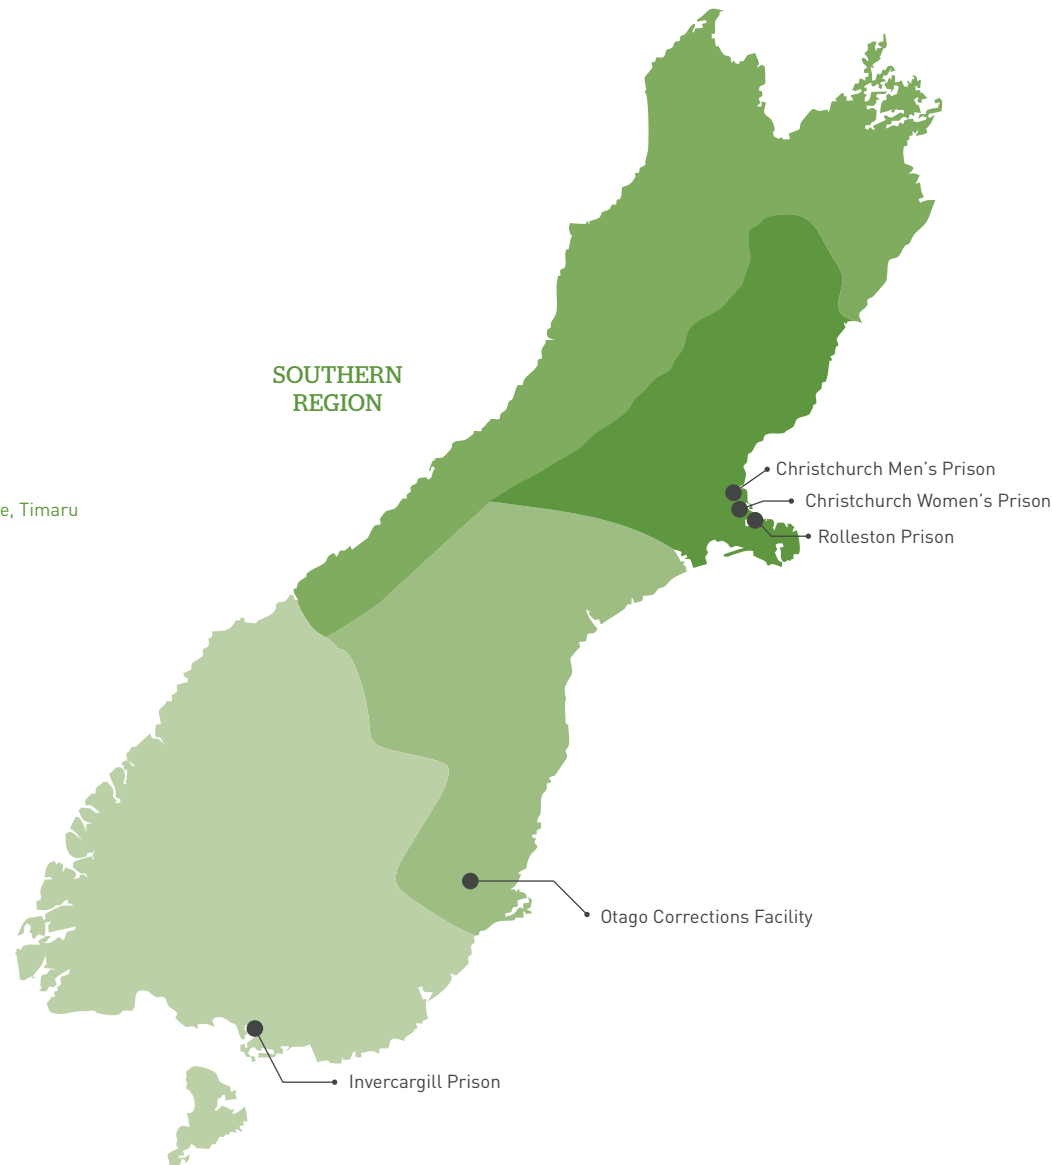 SOUTHERN
REGION
Christchurch Men's Prison
e, Timaru
Christchurch Women's Prison
Rolleston Prison
Otago Corrections Facility
Invercargill Prison